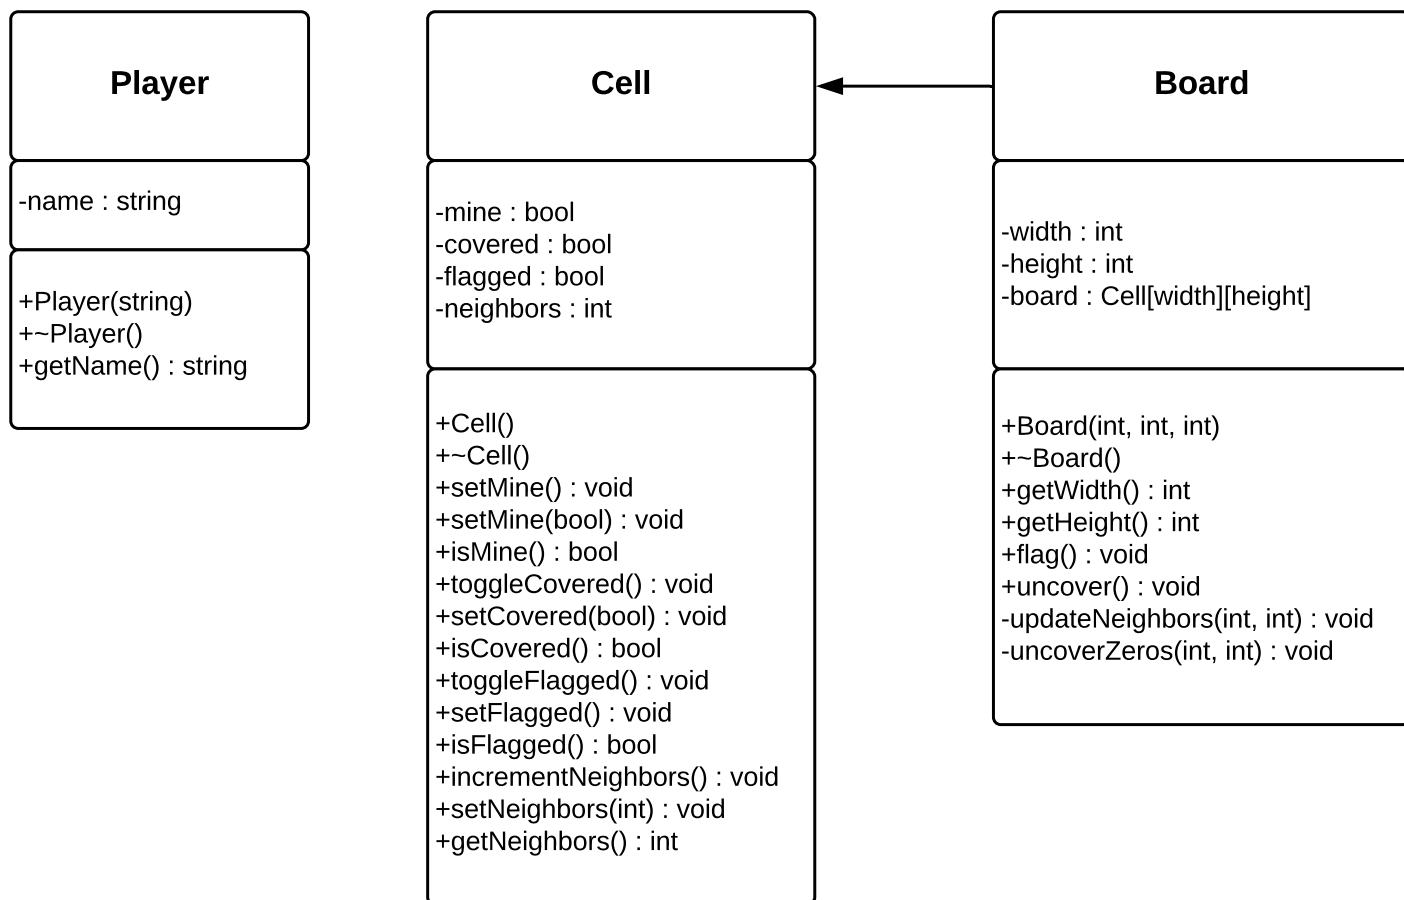 Player
-name : string
+Player(string)
+~Player()
+getName() : string
Cell
-mine : bool
-covered : bool
-flagged : bool
-neighbors : int
+Cell()
+~Cell()
+setMine() : void
+setMine(bool) : void
+isMine() : bool
+toggleCovered() : void
+setCovered(bool) : void
+isCovered() : bool
+toggleFlagged() : void
+setFlagged() : void
+isFlagged() : bool
+incrementNeighbors() : void
+setNeighbors(int) : void
+getNeighbors() : int
Board
-width : int
-height : int
-board : Cell[width][height]
+Board(int, int, int)
+~Board()
+getWidth() : int
+getHeight() : int
+flag() : void
+uncover() : void
-updateNeighbors(int, int) : void
-uncoverZeros(int, int) : void